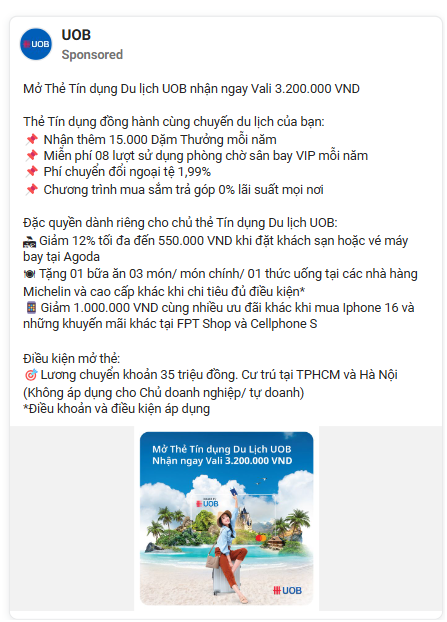 UOB
UOB
Sponsored
Mở Thẻ Tín dụng Du lịch UOB nhận ngay Vali 3.200.000 VND
Thẻ Tín dụng đồng hành cùng chuyến du lịch của bạn:
📌 Nhận thêm 15.000 Dặm Thưởng mỗi năm
📌 Miễn phí 08 lượt sử dụng phòng chờ sân bay VIP mỗi năm
📌 Phí chuyển đổi ngoại tệ 1,99%
📌 Chương trình mua sắm trả góp 0% lãi suất mọi nơi
Đặc quyền dành riêng cho chủ thẻ Tín dụng Du lịch UOB:
Giảm 12% tối đa đến 550.000 VND khi đặt khách sạn hoặc vé máy
bay tại Agoda
🍽 Tặng 01 bữa ăn 03 món/ món chính/ 01 thức uống tại các nhà hàng
Michelin và cao cấp khác khi chi tiêu đủ điều kiện*
📱 Giảm 1.000.000 VND cùng nhiều ưu đãi khác khi mua Iphone 16 và
những khuyến mãi khác tại FPT Shop và Cellphone S
Điều kiện mở thẻ:
🎯 Lương chuyển khoản 35 triệu đồng. Cư trú tại TPHCM và Hà Nội
(Không áp dụng cho Chủ doanh nghiệp/ tự doanh)
*Điều khoản và điều kiện áp dụng
Mở Thẻ Tín dụng Du Lịch UOB
Nhận ngay Vali 3.200.000 VND
UOB
UOB